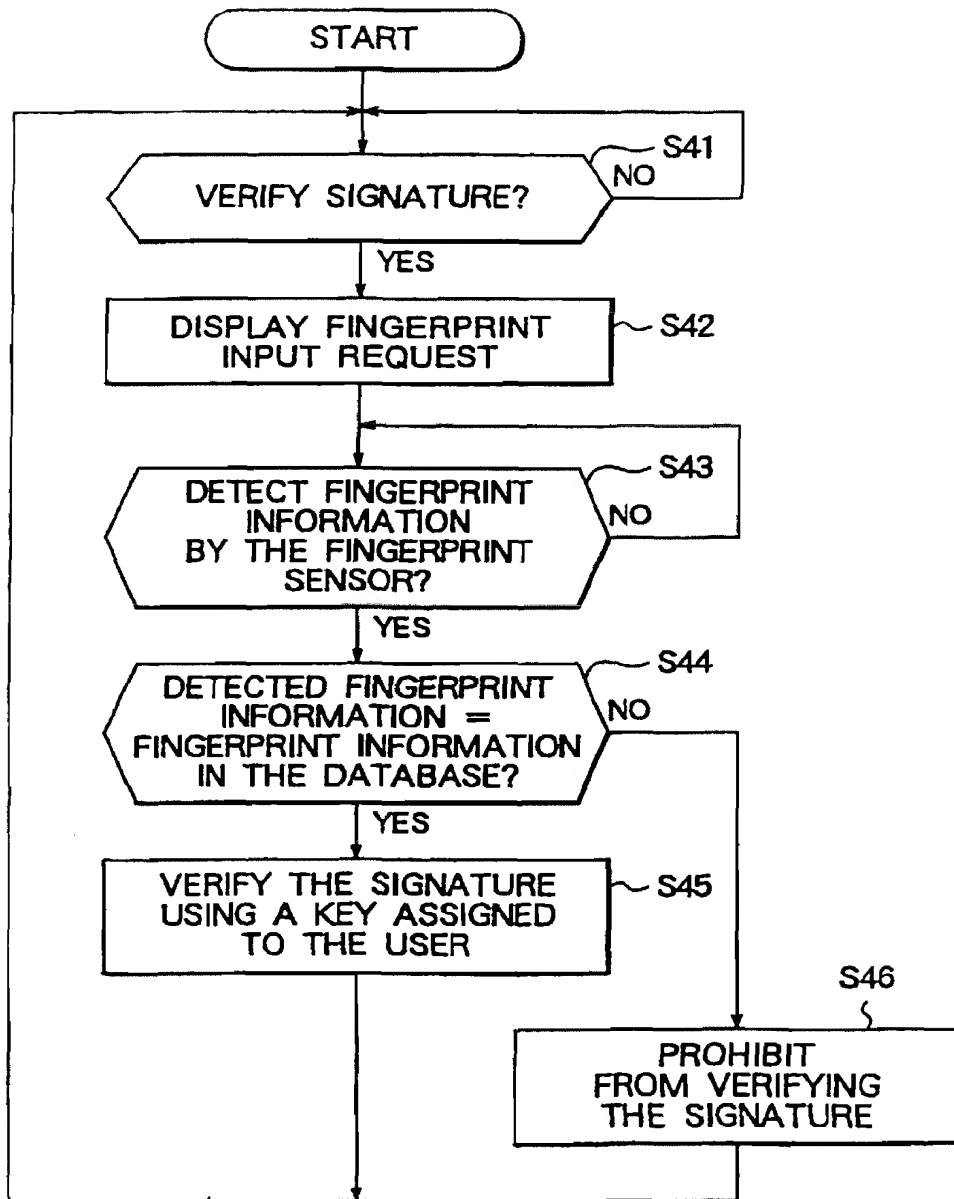 START
S41
NO
VERIFY SIGNATURE?
YES
DISPLAY FINGERPRINT
INPUT REQUEST
S42
S43
DETECT FINGERPRINT
INFORMATION
BY THE FINGERPRINT
SENSOR?
NO
YES
S44
DETECTED FINGERPRINT
INFORMATION =
FINGERPRINT INFORMATION
IN THE DATABASE?
NO
YES
VERIFY THE SIGNATURE
USING A KEY ASSIGNED
TO THE USER
S45
S46
PROHIBIT
FROM VERIFYING
THE SIGNATURE